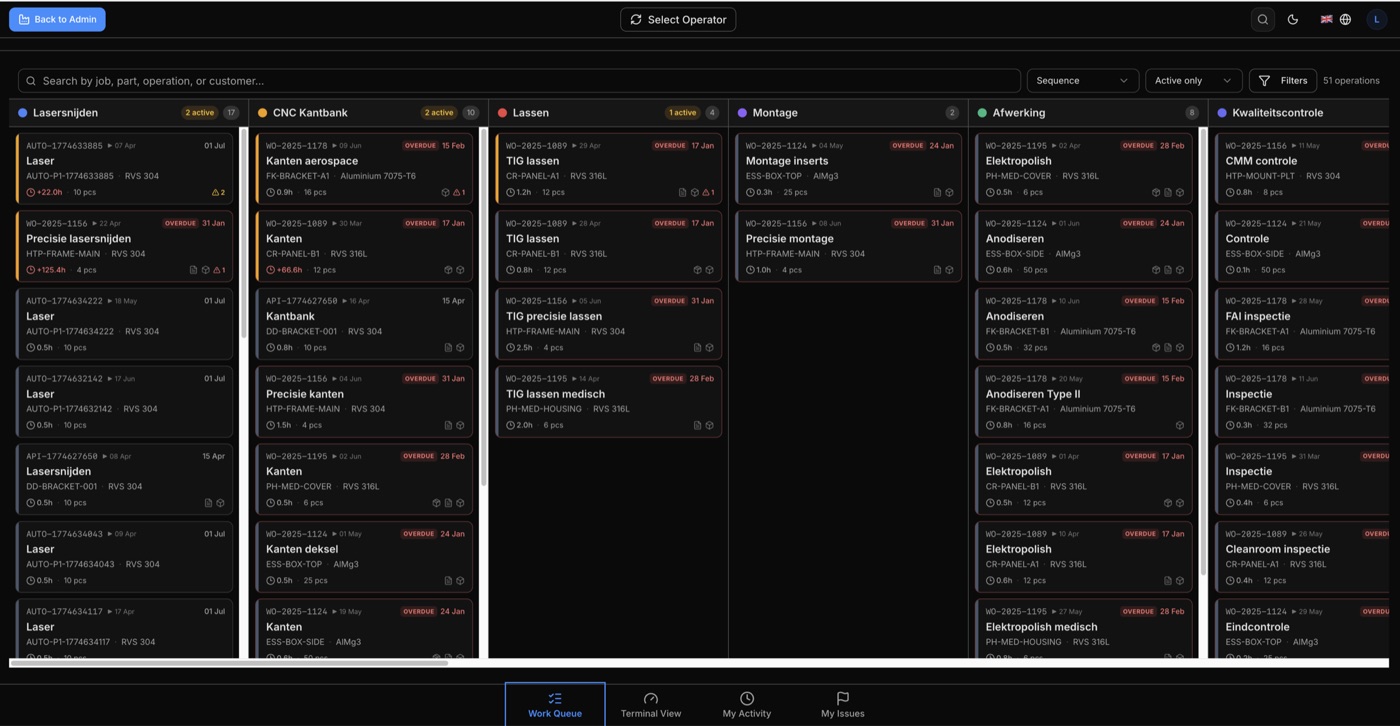 Back to Admin
Select Operator
L
Search by job, part, operation, or customer...
Sequence
Active only
Filters
51 operations
Lasersnijden 2 active 17
AUTO-1774633885 ▶ 07 Apr 01 Jul
Laser
AUTO-P1-1774633885 · RVS 304
+22.0h · 10 pcs 2
WO-2025-1156 ▶ 22 Apr OVERDUE 31 Jan
Precisie lasersnijden
HTP-FRAME-MAIN · RVS 304
+125.4h · 4 pcs 1
AUTO-1774634222 ▶ 18 May 01 Jul
Laser
AUTO-P1-1774634222 · RVS 304
0.5h · 10 pcs
AUTO-1774632142 ▶ 17 Jun 01 Jul
Laser
AUTO-P1-1774632142 · RVS 304
0.5h · 10 pcs
API-1774627650 ▶ 08 Apr 15 Apr
Lasersnijden
DD-BRACKET-001 · RVS 304
0.5h · 10 pcs
AUTO-1774634043 ▶ 09 Apr 01 Jul
Laser
AUTO-P1-1774634043 · RVS 304
0.5h · 10 pcs
AUTO-1774634117 ▶ 17 Apr 01 Jul
Laser
AUTO-P1-1774634117 · RVS 304
CNC Kantbank 2 active 10
WO-2025-1178 ▶ 09 Jun OVERDUE 15 Feb
Kanten aerospace
FK-BRACKET-A1 · Aluminium 7075-T6
0.9h · 16 pcs 1
WO-2025-1089 ▶ 30 Mar OVERDUE 17 Jan
Kanten
CR-PANEL-B1 · RVS 316L
+66.6h · 12 pcs
API-1774627650 ▶ 16 Apr 15 Apr
Kantbank
DD-BRACKET-001 · RVS 304
0.8h · 10 pcs
WO-2025-1156 ▶ 04 Jun OVERDUE 31 Jan
Precisie kanten
HTP-FRAME-MAIN · RVS 304
1.5h · 4 pcs
WO-2025-1195 ▶ 02 Jun OVERDUE 28 Feb
Kanten
PH-MED-COVER · RVS 316L
0.5h · 6 pcs
WO-2025-1124 ▶ 01 May OVERDUE 24 Jan
Kanten deksel
ESS-BOX-TOP · AlMg3
0.5h · 25 pcs
WO-2025-1124 ▶ 19 May OVERDUE 24 Jan
Kanten
ESS-BOX-SIDE · AlMg3
Lassen 1 active 4
WO-2025-1089 ▶ 29 Apr OVERDUE 17 Jan
TIG lassen
CR-PANEL-A1 · RVS 316L
1.2h · 12 pcs 1
WO-2025-1089 ▶ 28 Apr OVERDUE 17 Jan
TIG lassen
CR-PANEL-B1 · RVS 316L
0.8h · 12 pcs
WO-2025-1156 ▶ 05 Jun OVERDUE 31 Jan
TIG precisie lassen
HTP-FRAME-MAIN · RVS 304
2.5h · 4 pcs
WO-2025-1195 ▶ 14 Apr OVERDUE 28 Feb
TIG lassen medisch
PH-MED-HOUSING · RVS 316L
2.0h · 6 pcs
Montage 2
WO-2025-1124 ▶ 04 May OVERDUE 24 Jan
Montage inserts
ESS-BOX-TOP · AlMg3
0.3h · 25 pcs
WO-2025-1156 ▶ 08 Jun OVERDUE 31 Jan
Precisie montage
HTP-FRAME-MAIN · RVS 304
1.0h · 4 pcs
Afwerking 8
WO-2025-1195 ▶ 02 Apr OVERDUE 28 Feb
Elektropolish
PH-MED-COVER · RVS 316L
0.5h · 6 pcs
WO-2025-1124 ▶ 01 Jun OVERDUE 24 Jan
Anodiseren
ESS-BOX-SIDE · AlMg3
0.6h · 50 pcs
WO-2025-1178 ▶ 10 Jun OVERDUE 15 Feb
Anodiseren
FK-BRACKET-B1 · Aluminium 7075-T6
0.5h · 32 pcs
WO-2025-1178 ▶ 20 May OVERDUE 15 Feb
Anodiseren Type II
FK-BRACKET-A1 · Aluminium 7075-T6
0.8h · 16 pcs
WO-2025-1089 ▶ 01 Apr OVERDUE 17 Jan
Elektropolish
CR-PANEL-B1 · RVS 316L
0.5h · 12 pcs
WO-2025-1089 ▶ 10 Apr OVERDUE 17 Jan
Elektropolish
CR-PANEL-A1 · RVS 316L
0.6h · 12 pcs
WO-2025-1195 ▶ 27 May OVERDUE 28 Feb
Elektropolish medisch
PH-MED-HOUSING · RVS 316L
Kwaliteitscontrole
WO-2025-1156 ▶ 11 May
CMM controle
HTP-MOUNT-PLT · RVS 304
0.8h · 8 pcs
WO-2025-1124 ▶ 21 May
Controle
ESS-BOX-SIDE · AlMg3
0.1h · 50 pcs
WO-2025-1178 ▶ 28 May
FAI inspectie
FK-BRACKET-A1 · Aluminium 7075-T6
1.2h · 16 pcs
WO-2025-1178 ▶ 11 Jun
Inspectie
FK-BRACKET-B1 · Aluminium 7075-T6
0.3h · 32 pcs
WO-2025-1195 ▶ 31 Mar
Inspectie
PH-MED-COVER · RVS 316L
0.4h · 6 pcs
WO-2025-1089 ▶ 26 May
Cleanroom inspectie
CR-PANEL-A1 · RVS 316L
0.4h · 12 pcs
WO-2025-1124 ▶ 29 May
Eindcontrole
ESS-BOX-TOP · AlMg3
Work Queue
Terminal View
My Activity
My Issues